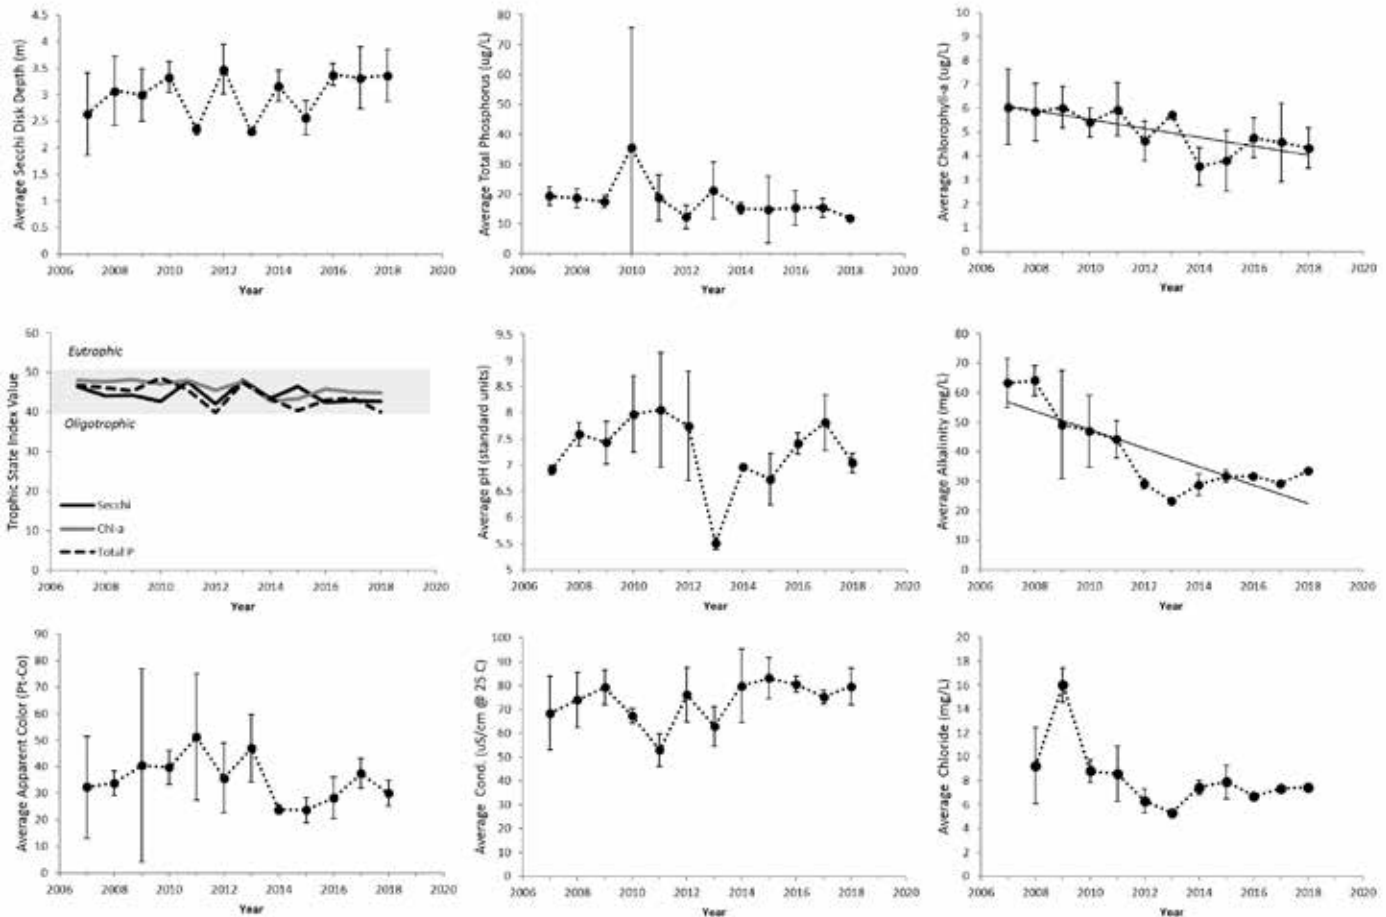 4.5
4
3.5
3
2.5
2
1.5
1
0.5
0
2006 2008 2010 2012 2014 2016 2018 2020
Year
Average Secchi Disk Depth (m)
80
70
60
50
40
30
20
10
0
2006 2008 2010 2012 2014 2016 2018 2020
Year
Average Total Phosphorus (ug/L)
10
9
8
7
6
5
4
3
2
1
0
2006 2008 2010 2012 2014 2016 2018 2020
Year
Average Chlorophyll-a (ug/L)
60
50
40
30
20
10
0
Eutrophic
Oligotrophic
Secchi
Chl-a
Total P
2006 2008 2010 2012 2014 2016 2018 2020
Year
Trophic State Index Value
9.5
9
8.5
8
7.5
7
6.5
6
5.5
5
2006 2008 2010 2012 2014 2016 2018 2020
Year
Average pH (standard units)
80
70
60
50
40
30
20
10
0
2006 2008 2010 2012 2014 2016 2018 2020
Year
Average Alkalinity (mg/L)
90
80
70
60
50
40
30
20
10
0
2006 2008 2010 2012 2014 2016 2018 2020
Year
Average Apparent Color (Pt-Co)
100
90
80
70
60
50
40
30
20
10
0
2006 2008 2010 2012 2014 2016 2018 2020
Year
Average Cond. (uS/cm @ 25 C)
20
18
16
14
12
10
8
6
4
2
0
2006 2008 2010 2012 2014 2016 2018 2020
Year
Average Chloride (mg/L)